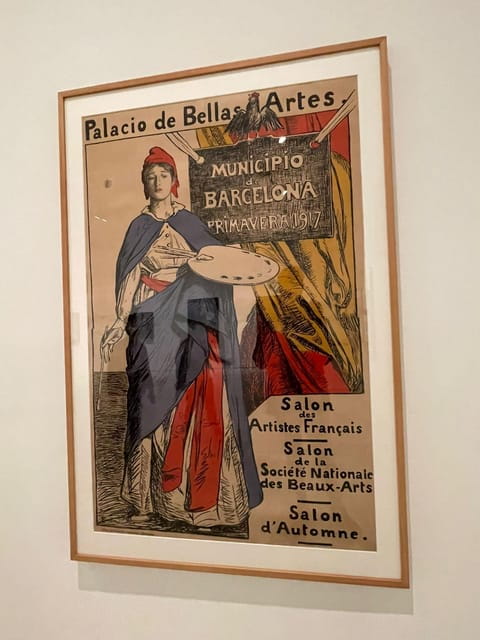 Palacio de Bellas Artes.
MUNICIPIO
de
BARCELONA
PRIMAVERA 1917
Salon
des
Artistes Français
Salon
de la
Société Nationale
des Beaux-Arts
Salon
d'Automne.